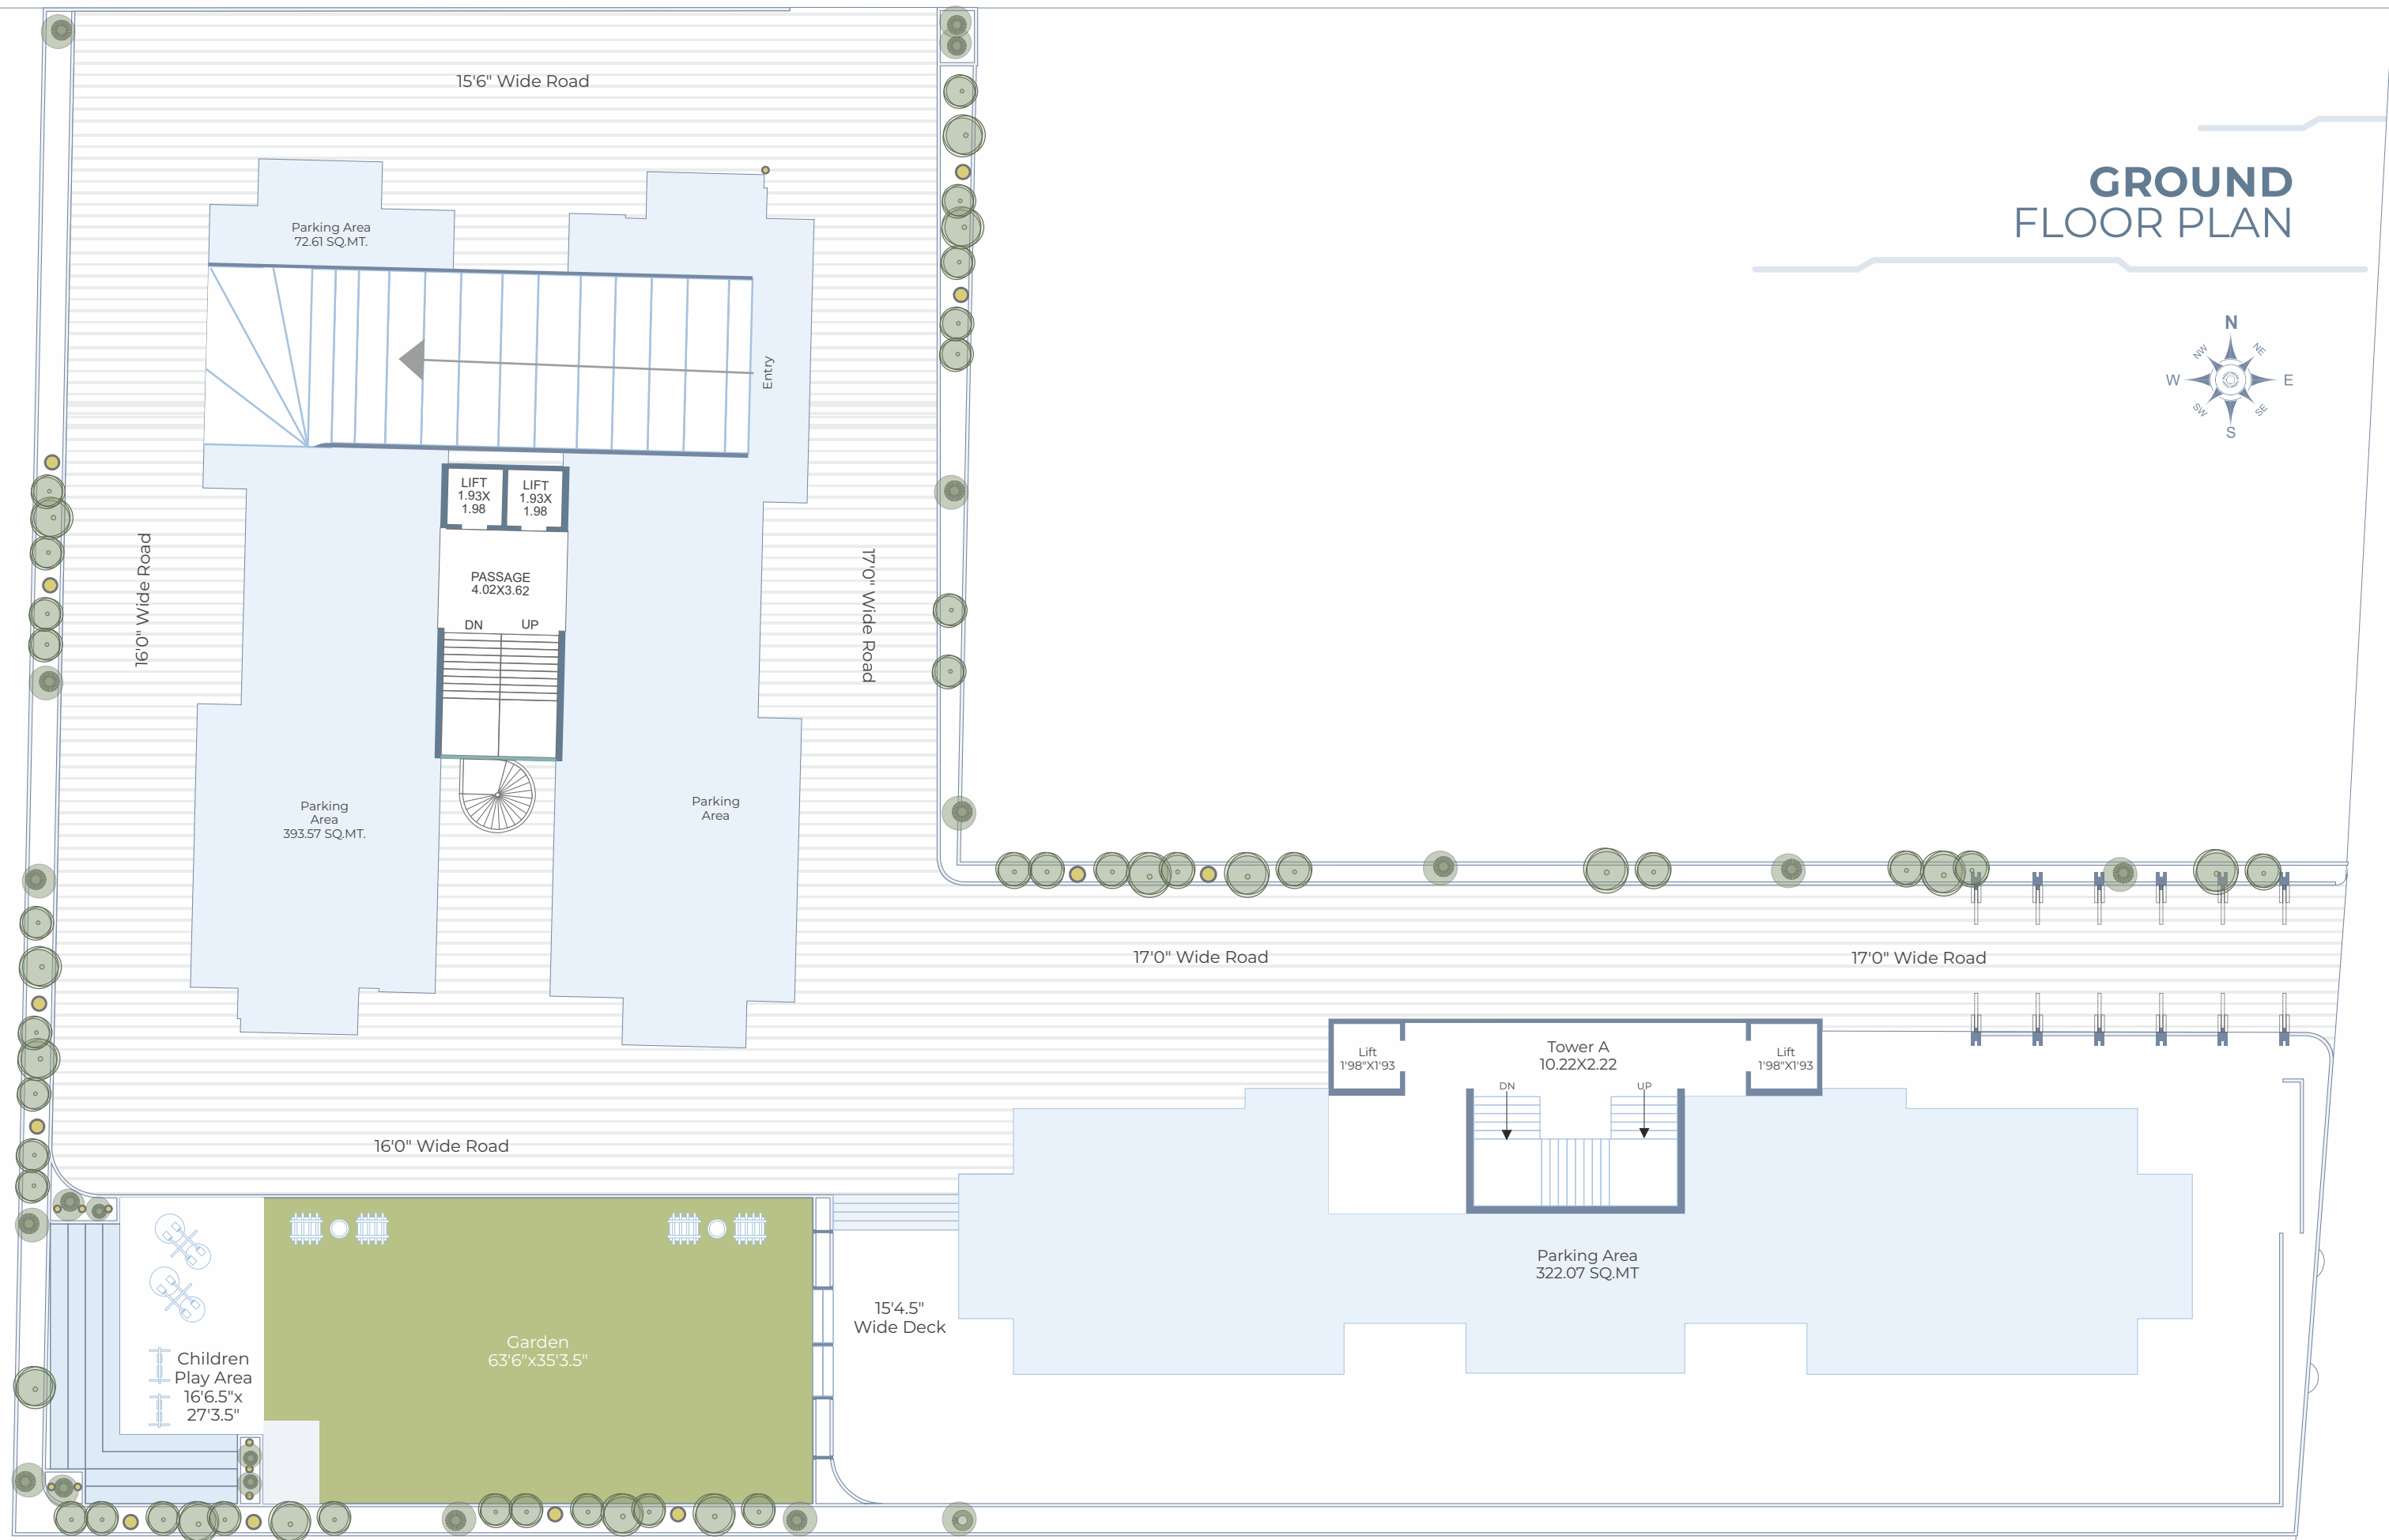 15'6" Wide Road
GROUND
FLOOR PLAN
Parking Area
72.61 SQ.MT.
N
NW
NE
W
E
SW
SE
S
Entry
LIFT
1.93X
1.98
LIFT
1.93X
1.98
16'0" Wide Road
17'0" Wide Road
PASSAGE
4.02X3.62
DN
UP
Parking
Area
393.57 SQ.MT.
Parking
Area
17'0" Wide Road
17'0" Wide Road
Lift
1'98"X1'93
Tower A
10.22X2.22
Lift
1'98"X1'93
DN
UP
16'0" Wide Road
Parking Area
322.07 SQ.MT
15'4.5"
Wide Deck
Garden
63'6"x35'3.5"
Children
Play Area
16'6.5"x
27'3.5"